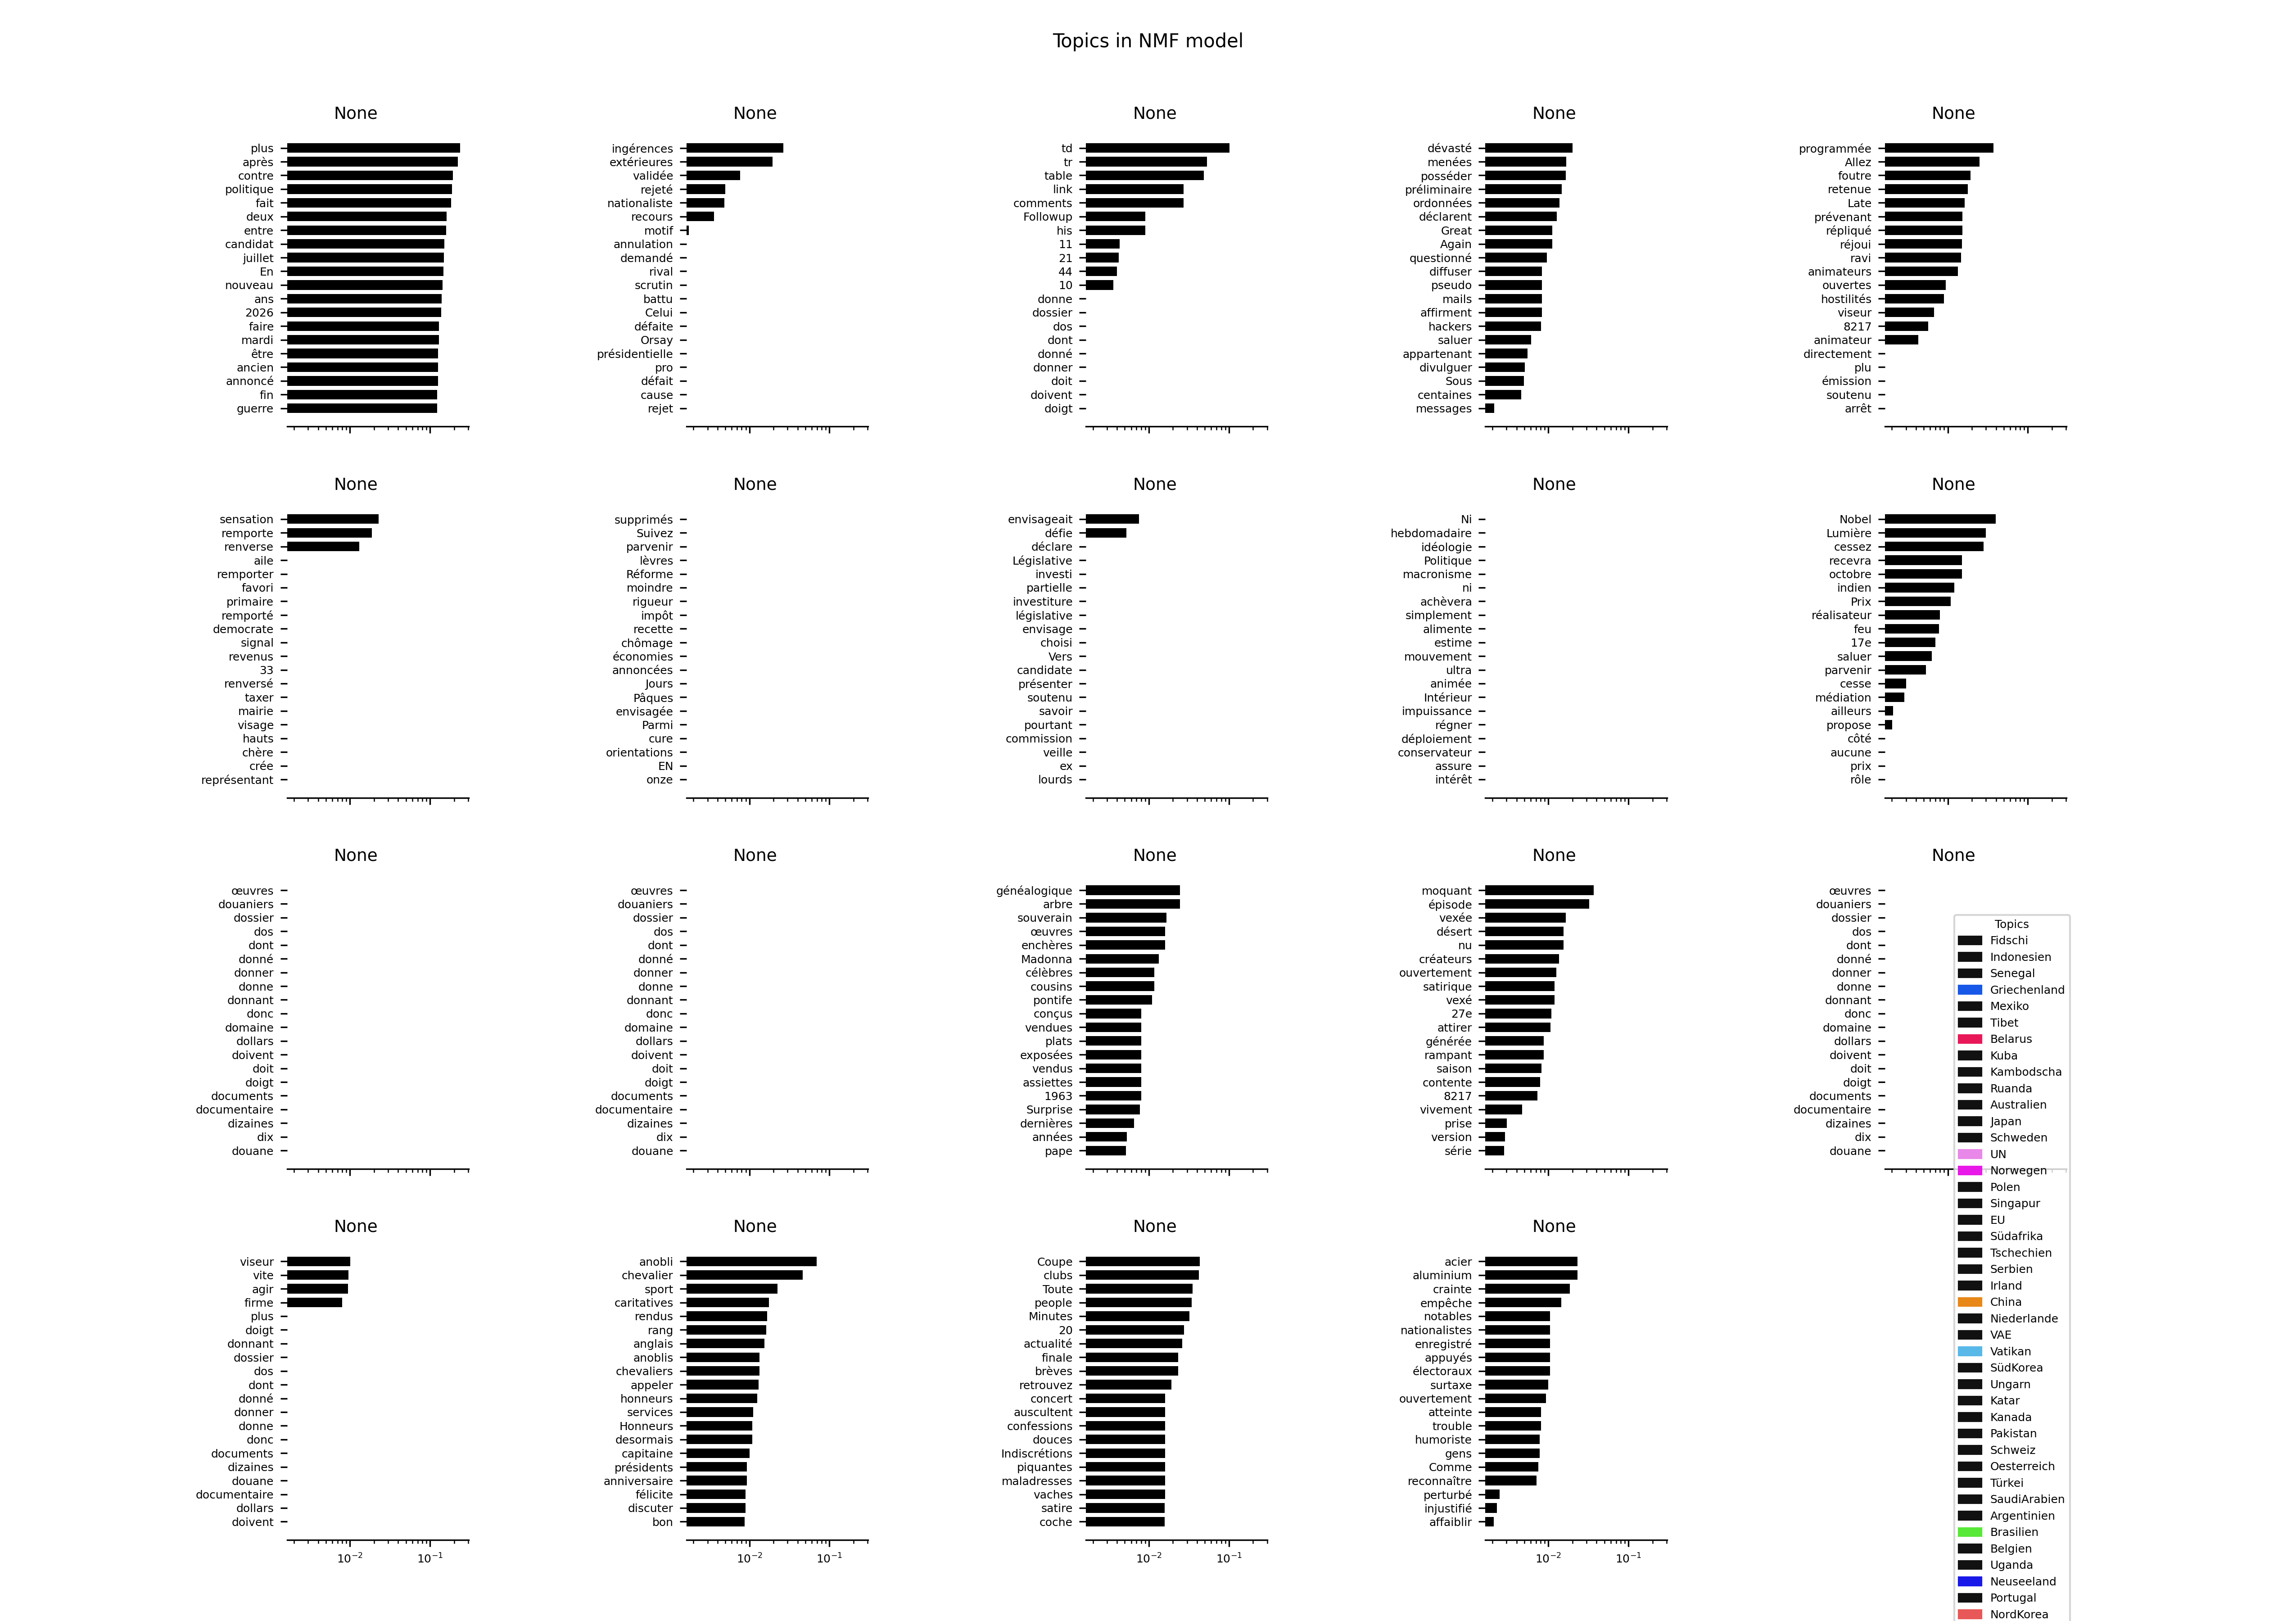 Topics in NMF model
None
plus
après
contre
politique
fait
deux
entre
candidat
juillet
En
nouveau
ans
2026
faire
mardi
être
ancien
annoncé
fin
guerre
None
ingérences
extérieures
validée
rejeté
nationaliste
recours
motif
annulation
demandé
rival
scrutin
battu
Celui
défaite
Orsay
présidentielle
pro
défait
cause
rejet
None
td
tr
table
link
comments
Followup
his
11
21
44
10
donne
dossier
dos
dont
donné
donner
doit
doivent
doigt
None
dévasté
menées
posséder
préliminaire
ordonnées
déclarent
Great
Again
questionné
diffuser
pseudo
mails
affirment
hackers
saluer
appartenant
divulguer
Sous
centaines
messages
None
programmée
Allez
foutre
retenue
Late
prévenant
répliqué
réjoui
ravi
animateurs
ouvertes
hostilités
viseur
8217
animateur
directement
plu
émission
soutenu
arrêt
None
sensation
remporte
renverse
aile
remporter
favori
primaire
remporté
democrate
signal
revenus
33
renversé
taxer
mairie
visage
hauts
chère
crée
représentant
None
supprimés
Suivez
parvenir
lèvres
Réforme
moindre
rigueur
impôt
recette
chômage
économies
annoncées
Jours
Pâques
envisagée
Parmi
cure
orientations
EN
onze
None
envisageait
défie
déclare
Législative
investi
partielle
investiture
législative
envisage
choisi
Vers
candidate
présenter
soutenu
savoir
pourtant
commission
veille
ex
lourds
None
Ni
hebdomadaire
idéologie
Politique
macronisme
ni
achèvera
simplement
alimente
estime
mouvement
ultra
animée
Intérieur
impuissance
régner
déploiement
conservateur
assure
intérêt
None
Nobel
Lumière
cessez
recevra
octobre
indien
Prix
réalisateur
feu
17e
saluer
parvenir
cesse
médiation
ailleurs
propose
côté
aucune
prix
rôle
None
œuvres
douaniers
dossier
dos
dont
donné
donner
donne
donnant
donc
domaine
dollars
doivent
doit
doigt
documents
documentaire
dizaines
dix
douane
None
œuvres
douaniers
dossier
dos
dont
donné
donner
donne
donnant
donc
domaine
dollars
doivent
doit
doigt
documents
documentaire
dizaines
dix
douane
None
généalogique
arbre
souverain
œuvres
enchères
Madonna
célèbres
cousins
pontife
conçus
vendues
plats
exposées
vendus
assiettes
1963
Surprise
dernières
années
pape
None
moquant
épisode
vexée
désert
nu
créateurs
ouvertement
satirique
vexé
27e
attirer
générée
rampant
saison
contente
8217
vivement
prise
version
série
None
œuvres
douaniers
dossier
dos
dont
donné
donner
donne
donnant
donc
domaine
dollars
doivent
doit
doigt
documents
documentaire
dizaines
dix
douane
None
viseur
vite
agir
firme
plus
doigt
donnant
dossier
dos
dont
donné
donner
donne
donc
documents
dizaines
douane
documentaire
dollars
doivent
10⁻² 10⁻¹
None
anobli
chevalier
sport
caritatives
rendus
rang
anglais
anoblis
chevaliers
appeler
honneurs
services
Honneurs
desormais
capitaine
présidents
anniversaire
félicite
discuter
bon
10⁻² 10⁻¹
None
Coupe
clubs
Toute
people
Minutes
20
actualité
finale
brèves
retrouvez
concert
auscultent
confessions
douces
Indiscrétions
piquantes
maladresses
vaches
satire
coche
10⁻² 10⁻¹
None
acier
aluminium
crainte
empêche
notables
nationalistes
enregistré
appuyés
électoraux
surtaxe
ouvertement
atteinte
trouble
humoriste
gens
Comme
reconnaître
perturbé
injustifié
affaiblir
10⁻² 10⁻¹
Topics
Fidschi
Indonesien
Senegal
Griechenland
Mexiko
Tibet
Belarus
Kuba
Kambodscha
Ruanda
Australien
Japan
Schweden
UN
Norwegen
Polen
Singapur
EU
Südafrika
Tschechien
Serbien
Irland
China
Niederlande
VAE
Vatikan
SüdKorea
Ungarn
Katar
Kanada
Pakistan
Schweiz
Oesterreich
Türkei
SaudiArabien
Argentinien
Brasilien
Belgien
Uganda
Neuseeland
Portugal
NordKorea